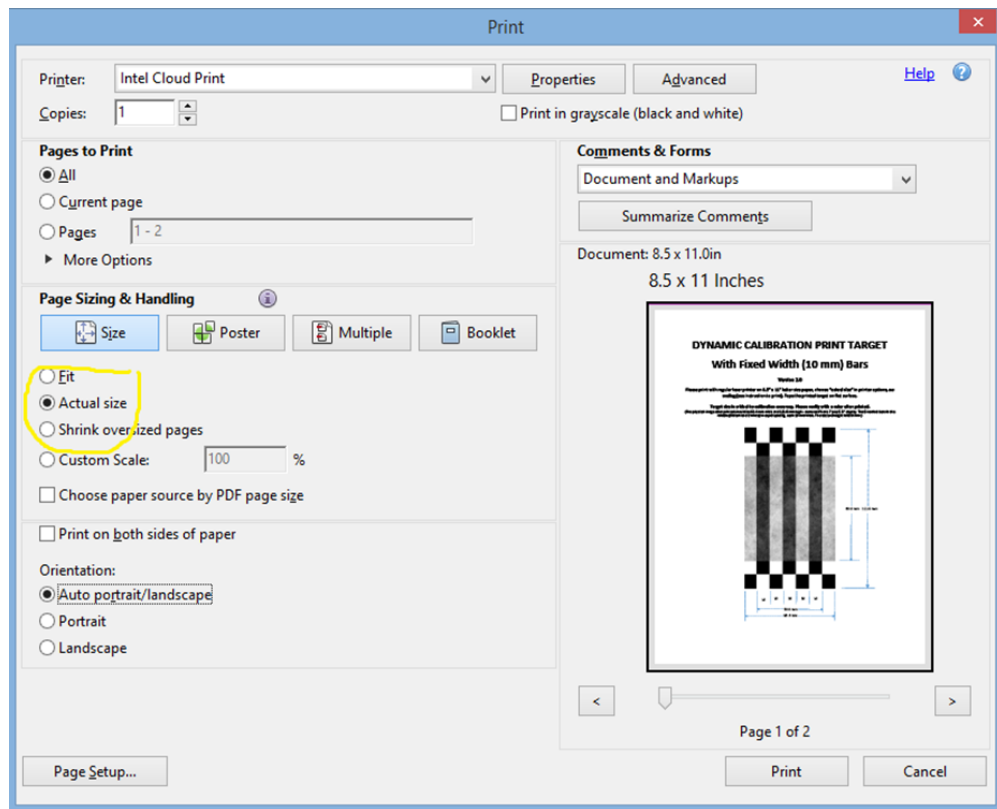 Print
Printer: Intel Cloud Print Properties Advanced Help
Copies: 1 Print in grayscale (black and white)
Pages to Print
All
Current page
Pages 1 - 2
More Options
Page Sizing & Handling
Size Poster Multiple Booklet
Fit
Actual size
Shrink oversized pages
Custom Scale: 100 %
Choose paper source by PDF page size
Print on both sides of paper
Orientation:
Auto portrait/landscape
Portrait
Landscape
Comments & Forms
Document and Markups
Summarize Comments
Document: 8.5 x 11.0in
8.5 x 11 Inches
DYNAMIC CALIBRATION PRINT TARGET
With Fixed Width (10 mm) Bars
< >
Page 1 of 2
Page Setup... Print Cancel